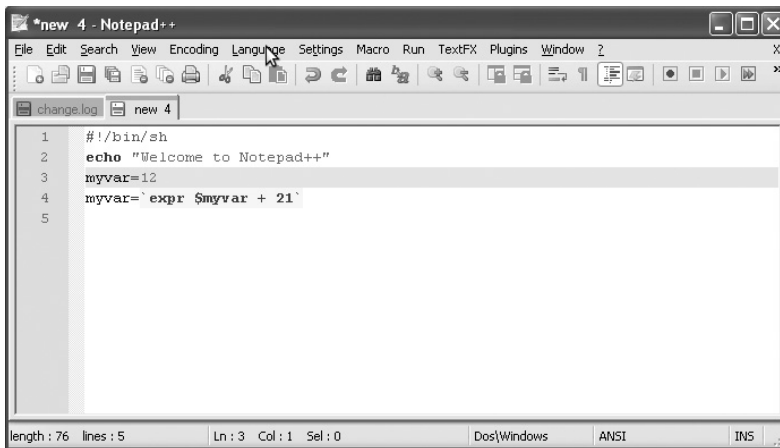 *new 4 - Notepad++
File Edit Search View Encoding Language Settings Macro Run TextFX Plugins Window ? X
change.log new 4
1 #!/bin/sh
2 echo "Welcome to Notepad++"
3 myvar=12
4 myvar=`expr $myvar + 21`
5
length : 76 lines : 5 Ln : 3 Col : 1 Sel : 0 Dos\Windows ANSI INS